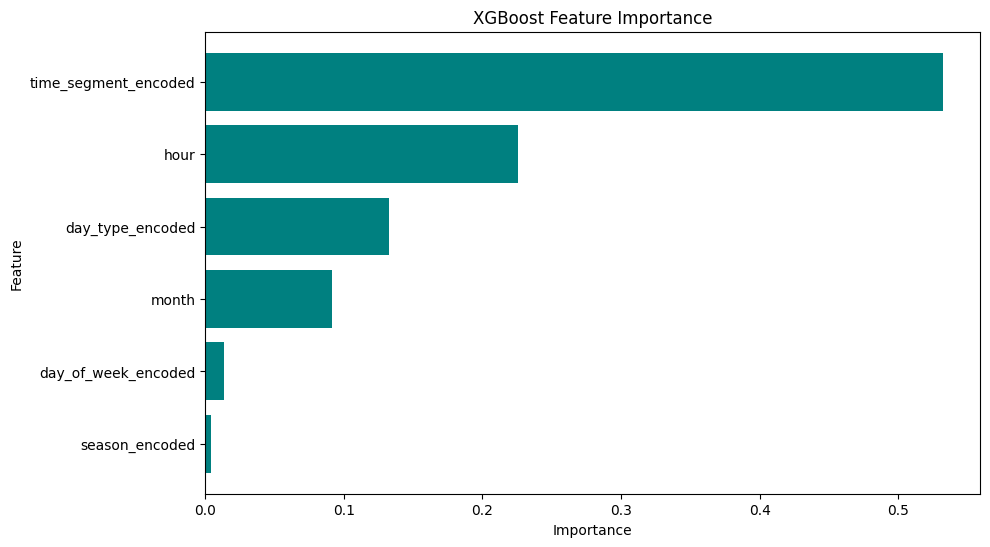 XGBoost Feature Importance
time_segment_encoded
hour
day_type_encoded
month
day_of_week_encoded
season_encoded
Feature
0.0 0.1 0.2 0.3 0.4 0.5
Importance